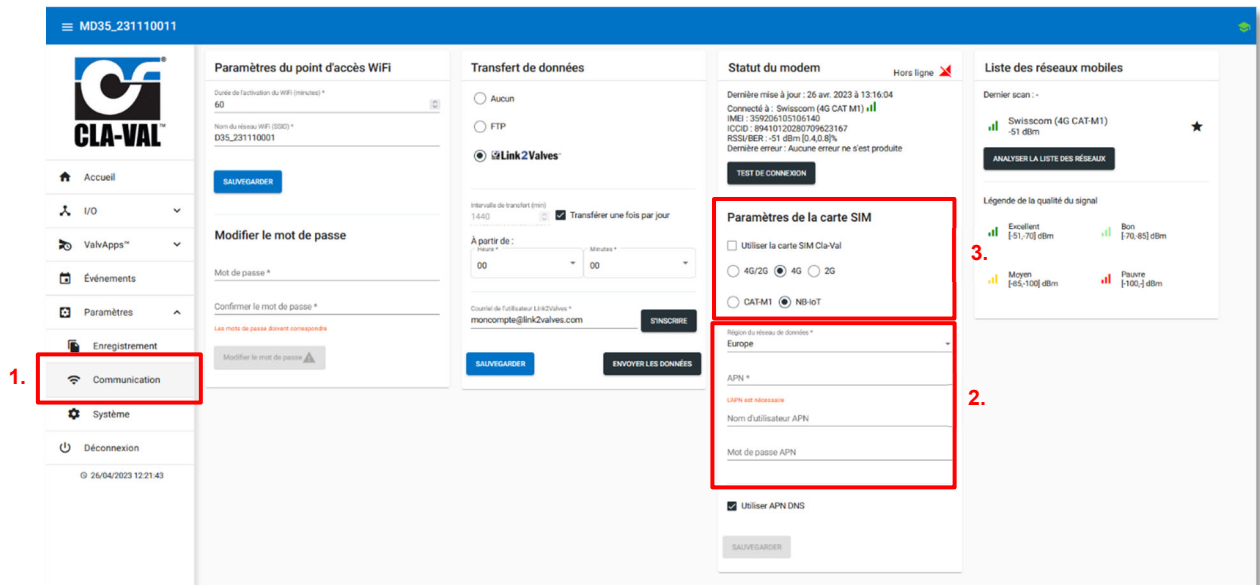 MD35_231110011
CLA-VAL™
Accueil
I/O
ValvApps™
Événements
Paramètres
Enregistrement
1.
Communication
Système
Déconnexion
26/04/2023 12:21:43
Paramètres du point d'accès WiFi
Durée de l'activation du WiFi (minutes) *
60
Nom du réseau WiFi (SSID) *
D35_231110001
SAUVEGARDER
Modifier le mot de passe
Mot de passe *
Confirmer le mot de passe *
Les mots de passe doivent correspondre
Modifier le mot de passe
Transfert de données
Aucun
FTP
Link2Valves™
Intervalle de transfert (min)
1440
Transférer une fois par jour
À partir de :
Heure *
00
Minutes *
00
Courriel de l'utilisateur Link2Valves *
moncompte@link2valves.com
S'INSCRIRE
SAUVEGARDER
ENVOYER LES DONNÉES
Statut du modem
Hors ligne
Dernière mise à jour : 26 avr. 2023 à 13:16:04
Connecté à : Swisscom (4G CAT M1)
IMEI : 359206105106140
ICCID : 89410120280709623167
RSSI/BER : -51 dBm [0.4,0.8]%
Dernière erreur : Aucune erreur ne s'est produite
TEST DE CONNEXION
Paramètres de la carte SIM
Utiliser la carte SIM Cla-Val
4G/2G 4G 2G
CAT-M1 NB-IoT
3.
Région du réseau de données *
Europe
APN *
L'APN est nécessaire
Nom d'utilisateur APN
Mot de passe APN
2.
Utiliser APN DNS
SAUVEGARDER
Liste des réseaux mobiles
Dernier scan : -
Swisscom (4G CAT-M1)
-51 dBm
ANALYSER LA LISTE DES RÉSEAUX
Légende de la qualité du signal
Excellent
[-51,-70] dBm
Bon
[-70,-85] dBm
Moyen
[-85,-100] dBm
Pauvre
[-100,-] dBm